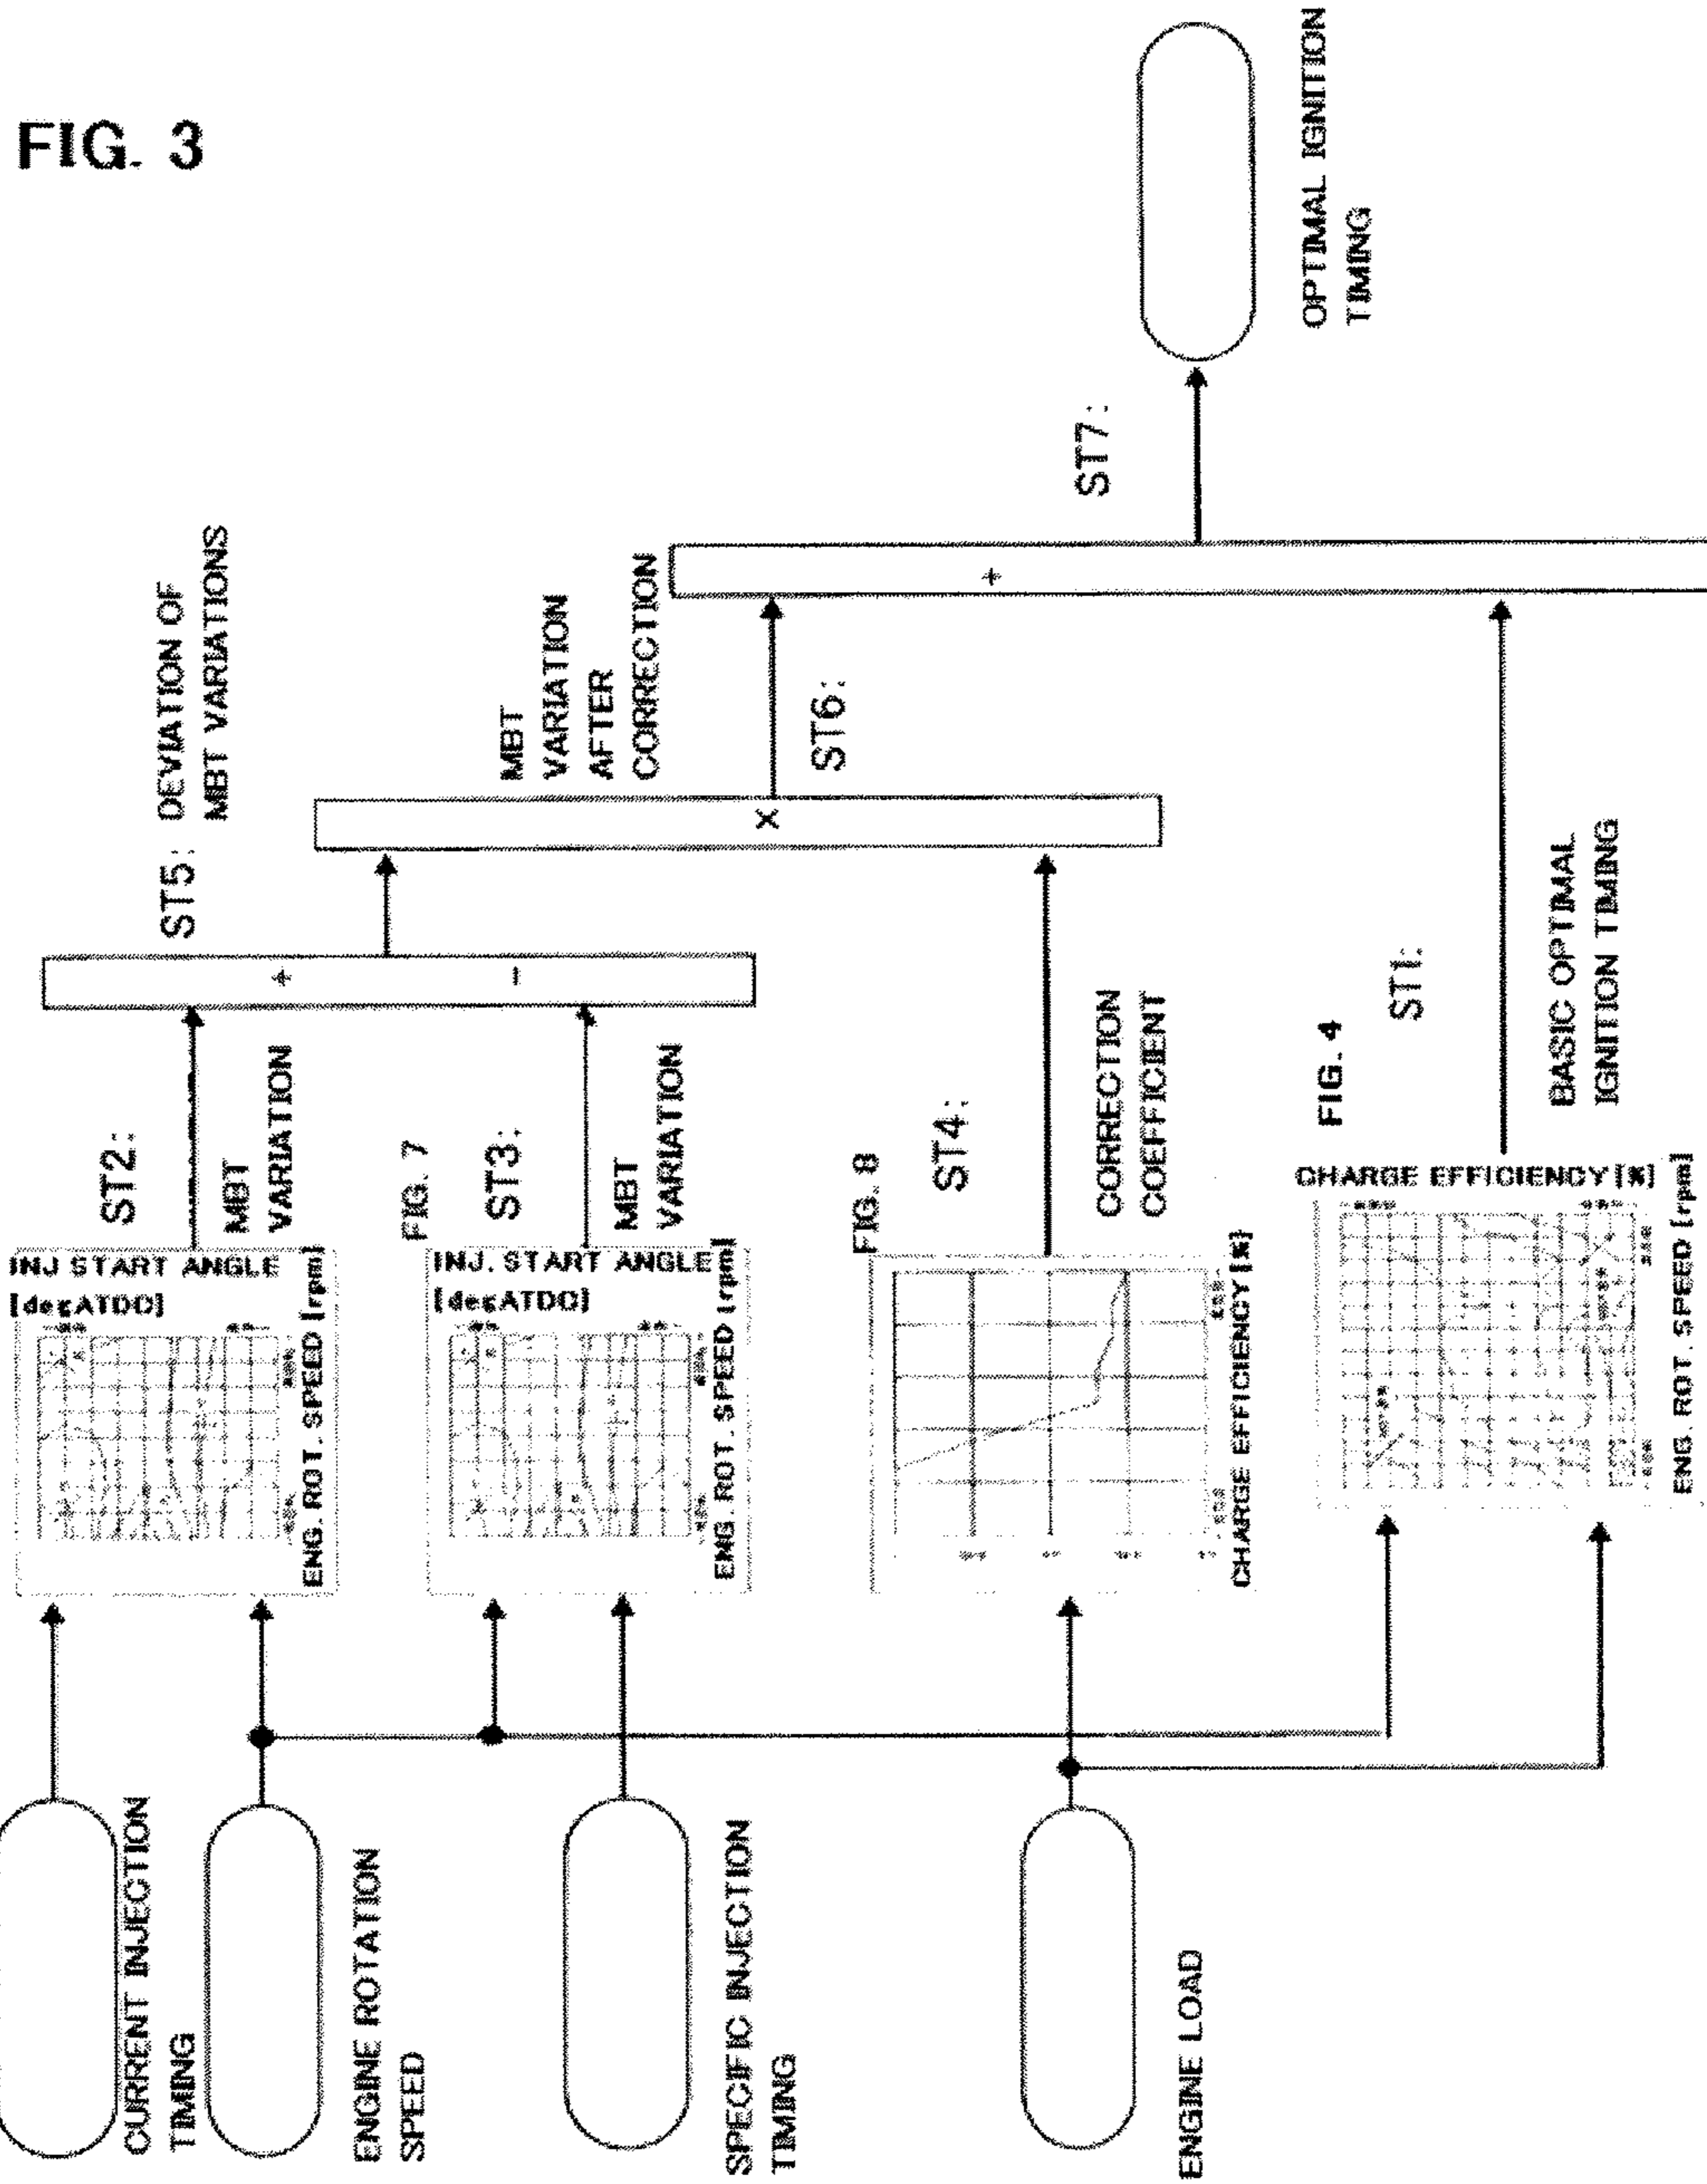 FIG. 3
CURRENT INJECTION
TIMING
ENGINE ROTATION
SPEED
SPECIFIC INJECTION
TIMING
ENGINE LOAD
INJ START ANGLE
[degATDC]
ENG. ROT. SPEED [rpm]
ST2:
MBT
VARIATION
FIG. 7
INJ. START ANGLE
[degATDC]
ENG. ROT. SPEED [rpm]
ST3:
MBT
VARIATION
FIG. 8
CHARGE EFFICIENCY [%]
ST4:
CORRECTION
COEFFICIENT
FIG. 4
CHARGE EFFICIENCY [%]
ENG. ROT. SPEED [rpm]
ST1:
BASIC OPTIMAL
IGNITION TIMING
+
-
ST5: DEVIATION OF
MBT VARIATIONS
×
MBT
VARIATION
AFTER
CORRECTION
ST6:
+
ST7:
OPTIMAL IGNITION
TIMING